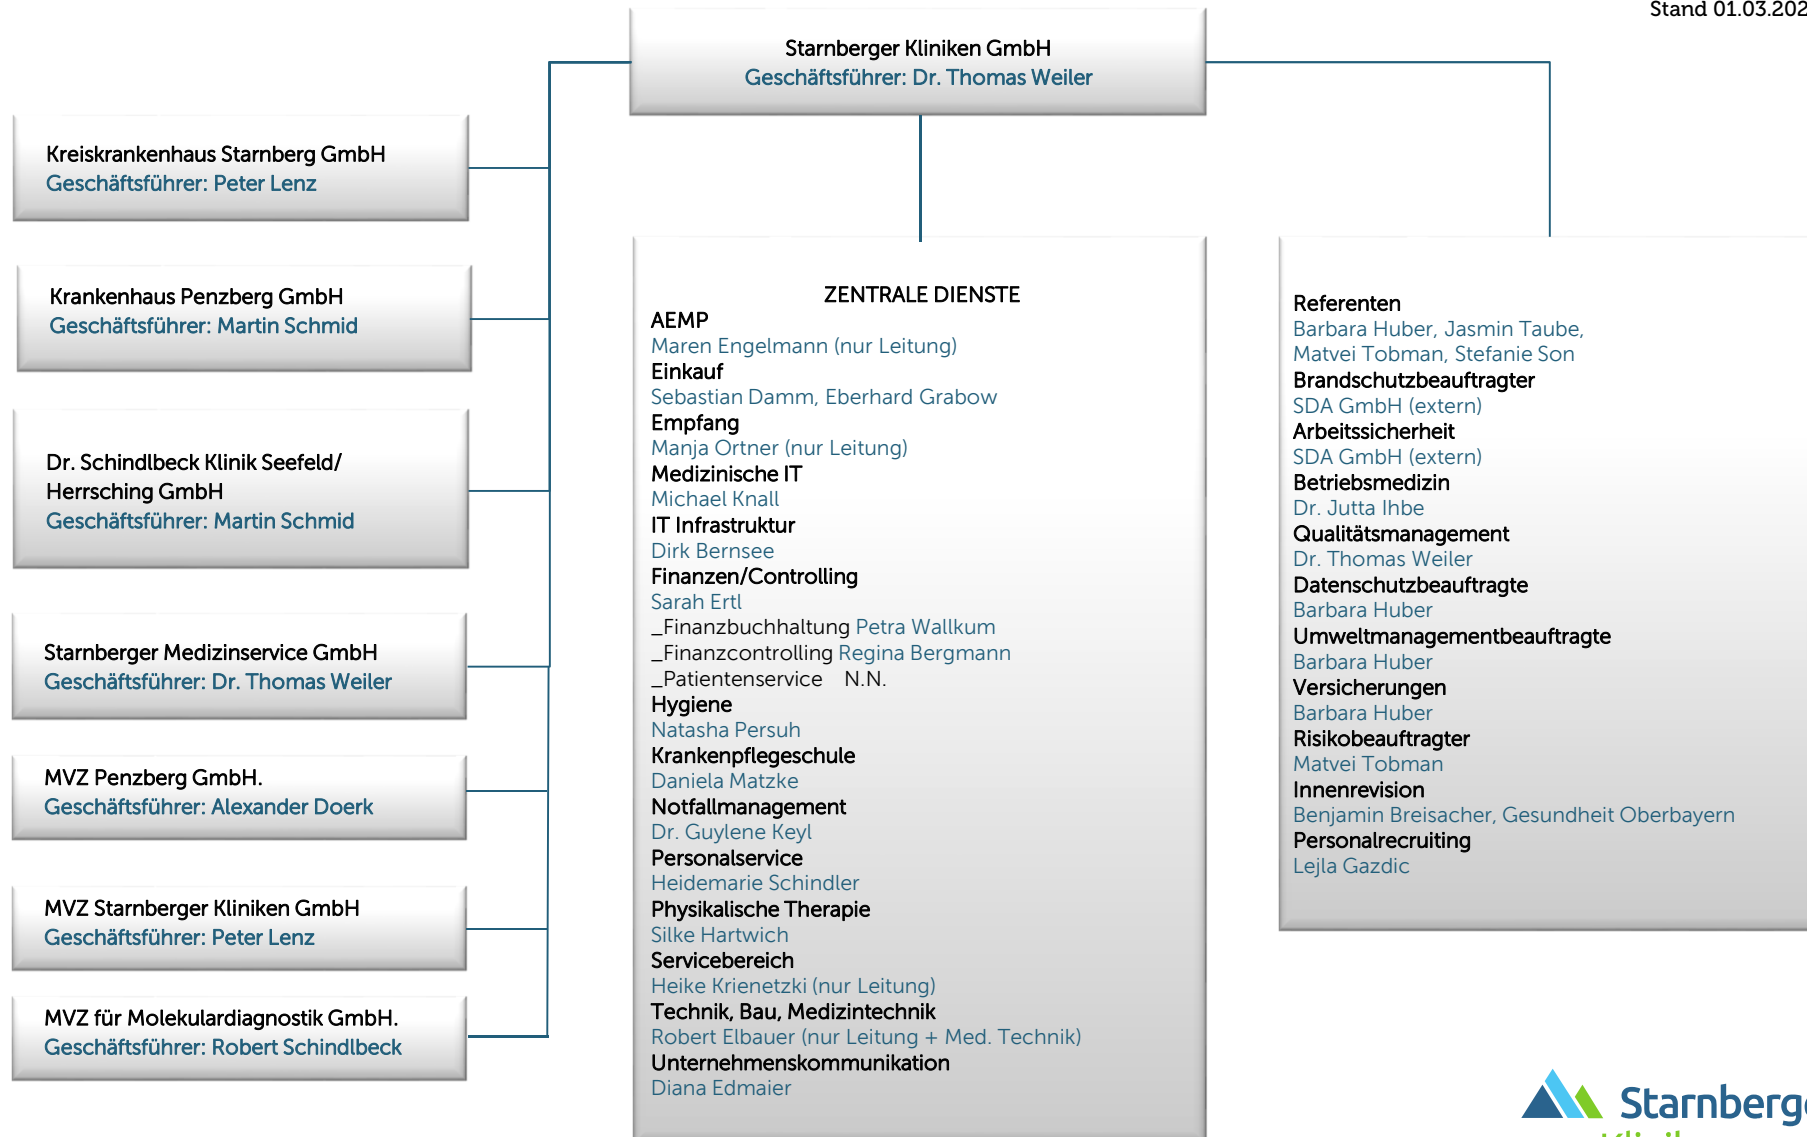 Stand 01.03.202
Starnberger Kliniken GmbH
Geschäftsführer: Dr. Thomas Weiler
Kreiskrankenhaus Starnberg GmbH
Geschäftsführer: Peter Lenz
Krankenhaus Penzberg GmbH
Geschäftsführer: Martin Schmid
Dr. Schindlbeck Klinik Seefeld/
Herrsching GmbH
Geschäftsführer: Martin Schmid
Starnberger Medizinservice GmbH
Geschäftsführer: Dr. Thomas Weiler
MVZ Penzberg GmbH.
Geschäftsführer: Alexander Doerk
MVZ Starnberger Kliniken GmbH
Geschäftsführer: Peter Lenz
MVZ für Molekulardiagnostik GmbH.
Geschäftsführer: Robert Schindlbeck
ZENTRALE DIENSTE
AEMP
Maren Engelmann (nur Leitung)
Einkauf
Sebastian Damm, Eberhard Grabow
Empfang
Manja Ortner (nur Leitung)
Medizinische IT
Michael Knall
IT Infrastruktur
Dirk Bernsee
Finanzen/Controlling
Sarah Ertl
_Finanzbuchhaltung Petra Wallkum
_Finanzcontrolling Regina Bergmann
_Patientenservice N.N.
Hygiene
Natasha Persuh
Krankenpflegeschule
Daniela Matzke
Notfallmanagement
Dr. Guylene Keyl
Personalservice
Heidemarie Schindler
Physikalische Therapie
Silke Hartwich
Servicebereich
Heike Krienetzki (nur Leitung)
Technik, Bau, Medizintechnik
Robert Elbauer (nur Leitung + Med. Technik)
Unternehmenskommunikation
Diana Edmaier
Referenten
Barbara Huber, Jasmin Taube,
Matvei Tobman, Stefanie Son
Brandschutzbeauftragter
SDA GmbH (extern)
Arbeitssicherheit
SDA GmbH (extern)
Betriebsmedizin
Dr. Jutta Ihbe
Qualitätsmanagement
Dr. Thomas Weiler
Datenschutzbeauftragte
Barbara Huber
Umweltmanagementbeauftragte
Barbara Huber
Versicherungen
Barbara Huber
Risikobeauftragter
Matvei Tobman
Innenrevision
Benjamin Breisacher, Gesundheit Oberbayern
Personalrecruiting
Lejla Gazdic
Starnberge